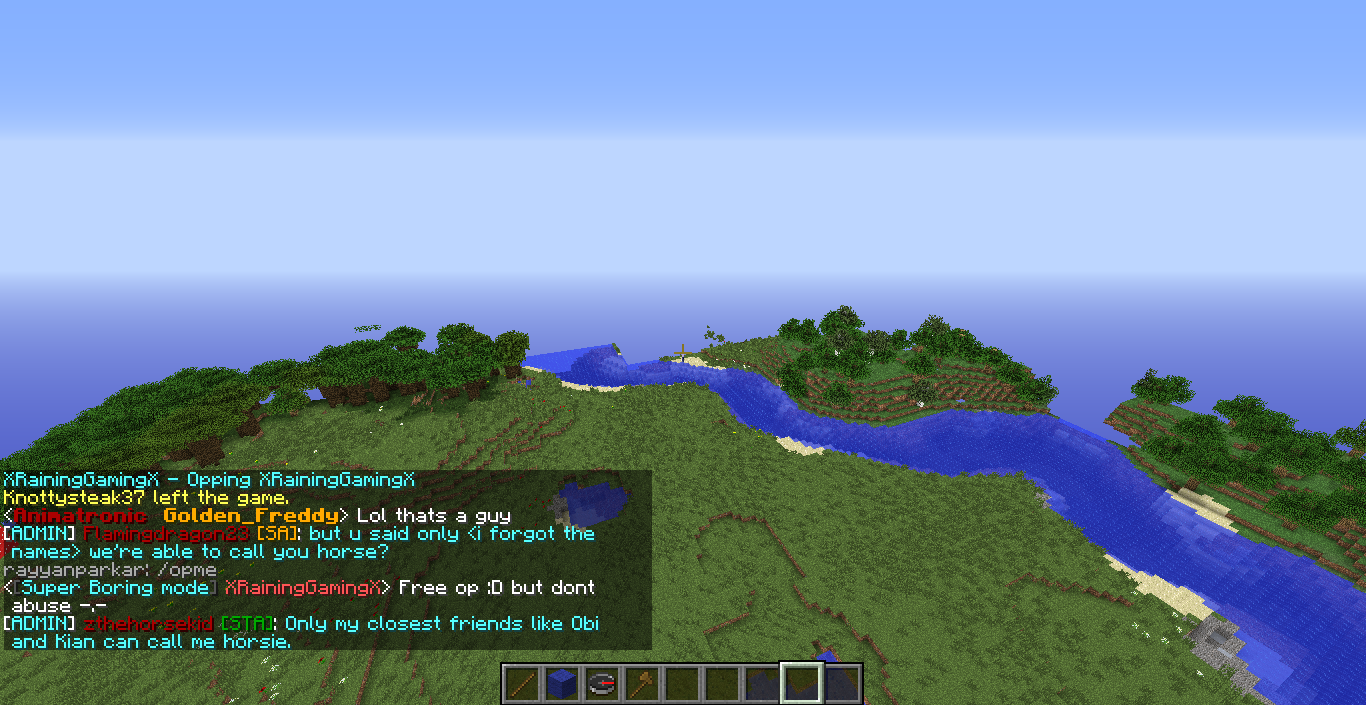 XRainingGamingX – Opping XRainingGamingX
Knottysteak37 left the game.
<Animatronic Golden_Freddy> Lol thats a guy
[ADMIN] Flamingdragon23 [SA]: but u said only <i forgot the
names> we're able to call you horse?
rayyanparkar: /opme
<[Super Boring mode] XRainingGamingX> Free op :D but dont
abuse -.-
[ADMIN] zthehorsekid [STA]: Only my closest friends like Obi
and Kian can call me horsie.